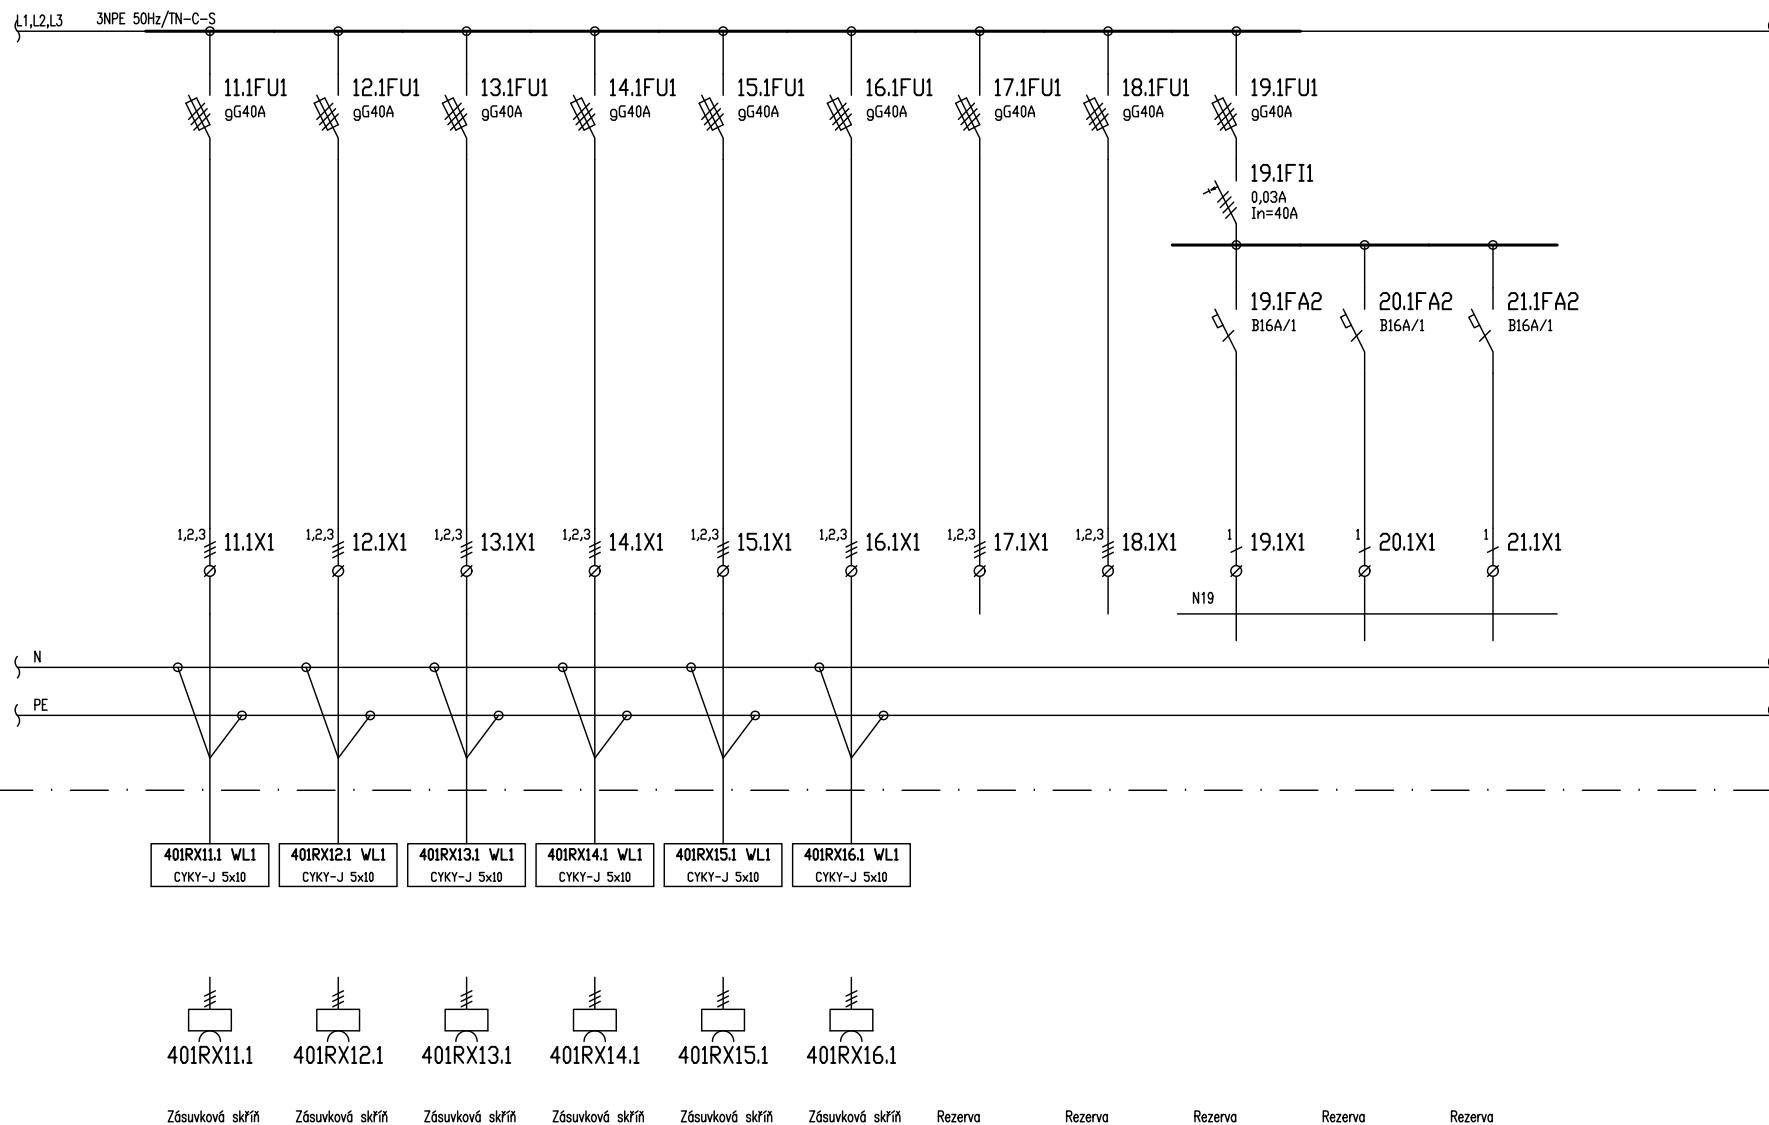 L1,L2,L3 3NPE 50Hz/TN-C-S
11.1FU1 12.1FU1 13.1FU1 14.1FU1 15.1FU1 16.1FU1 17.1FU1 18.1FU1 19.1FU1
gG40A gG40A gG40A gG40A gG40A gG40A gG40A gG40A gG40A
19.1FI1
0,03A
In=40A
19.1FA2 20.1FA2 21.1FA2
B16A/1 B16A/1 B16A/1
1,2,3 11.1X1 1,2,3 12.1X1 1,2,3 13.1X1 1,2,3 14.1X1 1,2,3 15.1X1 1,2,3 16.1X1 1,2,3 17.1X1 1,2,3 18.1X1 1 19.1X1 1 20.1X1 1 21.1X1
N19
N
PE
401RX11.1 WL1 401RX12.1 WL1 401RX13.1 WL1 401RX14.1 WL1 401RX15.1 WL1 401RX16.1 WL1
CYKY-J 5x10 CYKY-J 5x10 CYKY-J 5x10 CYKY-J 5x10 CYKY-J 5x10 CYKY-J 5x10
401RX11.1 401RX12.1 401RX13.1 401RX14.1 401RX15.1 401RX16.1
Zásuvková skříň Zásuvková skříň Zásuvková skříň Zásuvková skříň Zásuvková skříň Zásuvková skříň Rezerva Rezerva Rezerva Rezerva Rezerva